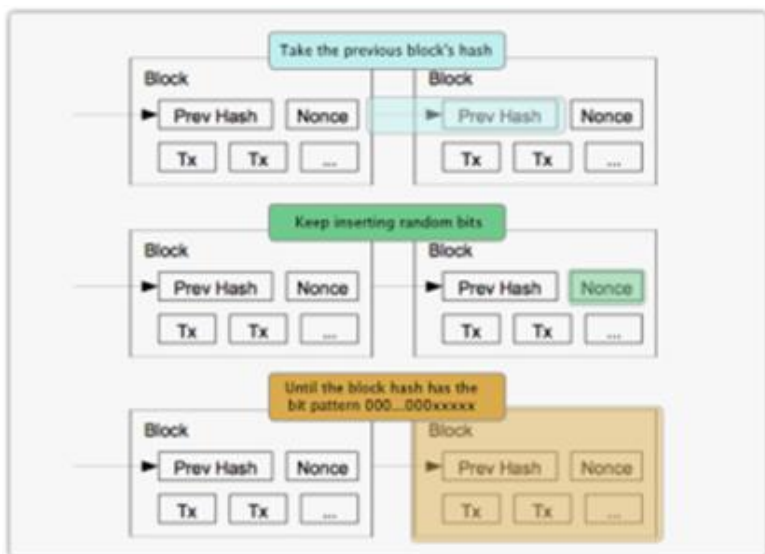 Take the previous block's hash
Block
Prev Hash Nonce Prev Hash Nonce
Tx Tx ... Tx Tx ...
Keep inserting random bits
Block Block
Prev Hash Nonce Prev Hash Nonce
Tx Tx ... Tx Tx ...
Until the block hash has the
bit pattern 000...000xxxxx
Block Block
Prev Hash Nonce Prev Hash Nonce
Tx Tx ... Tx Tx ...